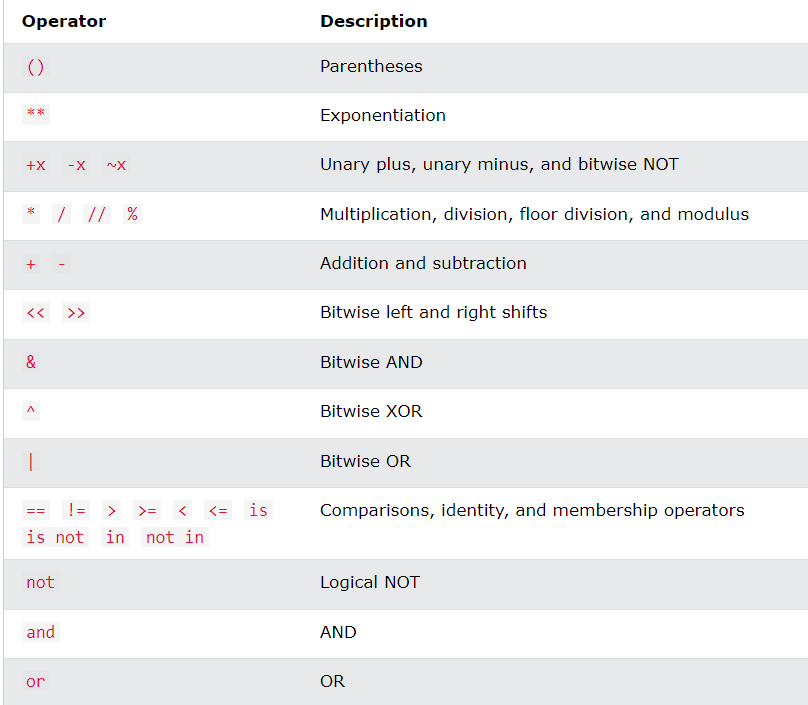 Operator Description
() Parentheses
** Exponentiation
+x -x ~x Unary plus, unary minus, and bitwise NOT
* / // % Multiplication, division, floor division, and modulus
+ - Addition and subtraction
<< >> Bitwise left and right shifts
& Bitwise AND
^ Bitwise XOR
| Bitwise OR
== != > >= < <= is Comparisons, identity, and membership operators
is not in not in
not Logical NOT
and AND
or OR